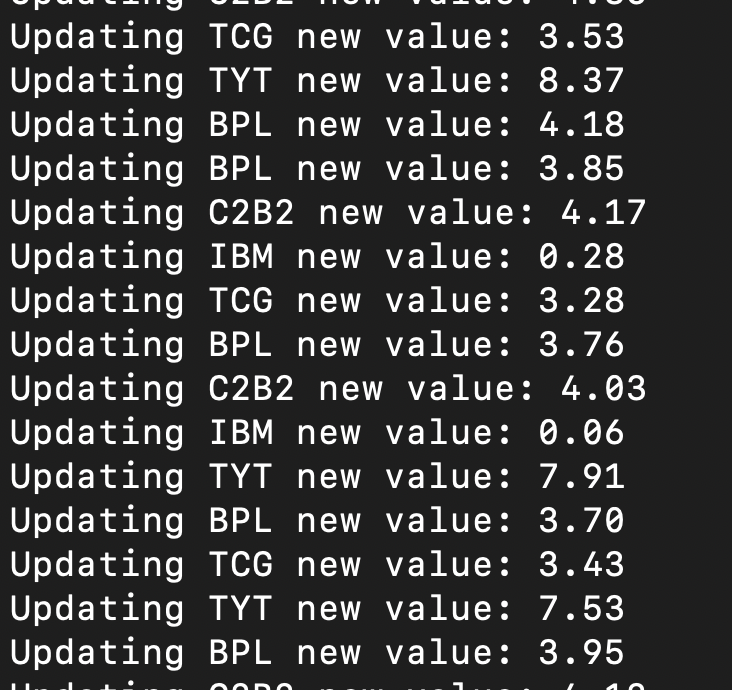 Updating C2B2 new value:
Updating TCG new value: 3.53
Updating TYT new value: 8.37
Updating BPL new value: 4.18
Updating BPL new value: 3.85
Updating C2B2 new value: 4.17
Updating IBM new value: 0.28
Updating TCG new value: 3.28
Updating BPL new value: 3.76
Updating C2B2 new value: 4.03
Updating IBM new value: 0.06
Updating TYT new value: 7.91
Updating BPL new value: 3.70
Updating TCG new value: 3.43
Updating TYT new value: 7.53
Updating BPL new value: 3.95
Updating C2B2 new value: